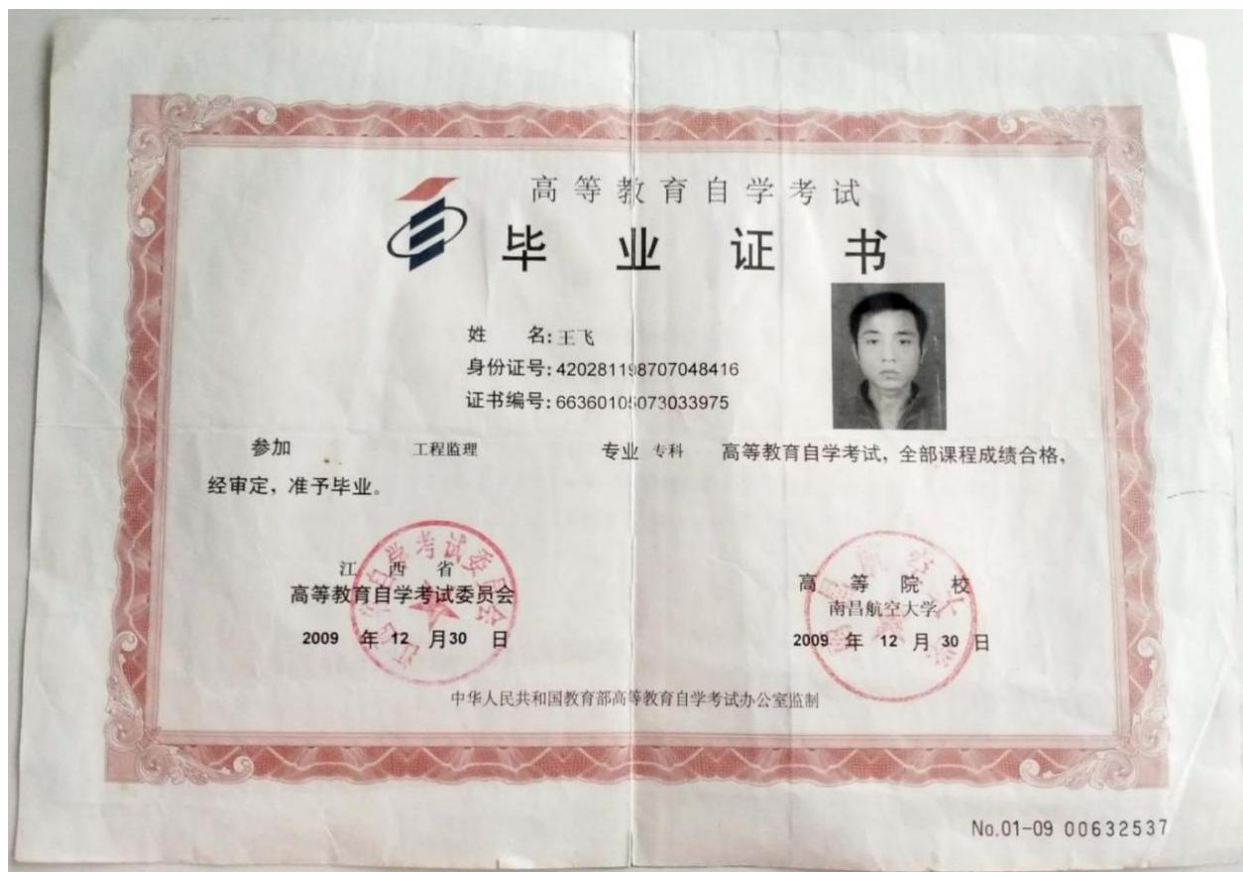 高等教育自学考试
毕业证书
姓 名:王飞
身份证号:420281198707048416
证书编号:66360105073033975
参加 工程监理 专业 专科 高等教育自学考试，全部课程成绩合格，
经审定，准予毕业。
江西省
高等教育自学考试委员会
2009 年 12 月30 日
高等院校
南昌航空大学
2009 年 12 月 30 日
中华人民共和国教育部高等教育自学考试办公室监制
No.01-09 00632537